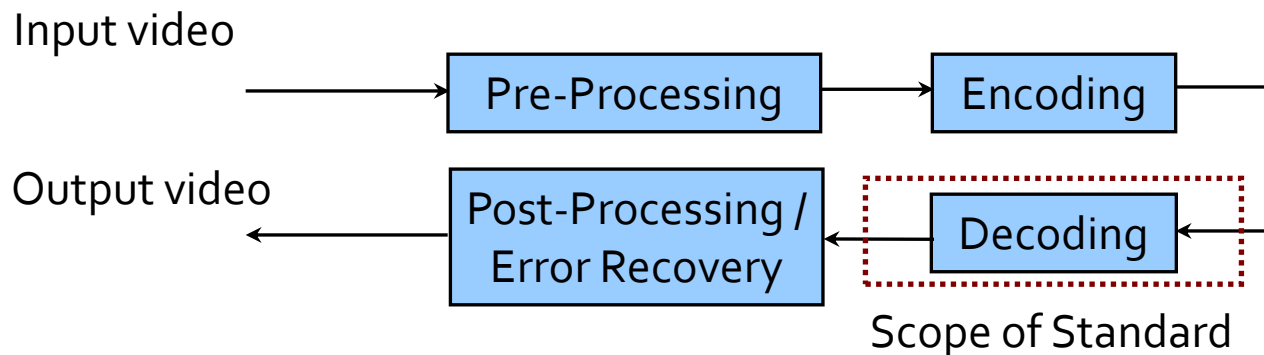 Input video
Pre-Processing
Encoding
Output video
Post-Processing /
Error Recovery
Decoding
Scope of Standard